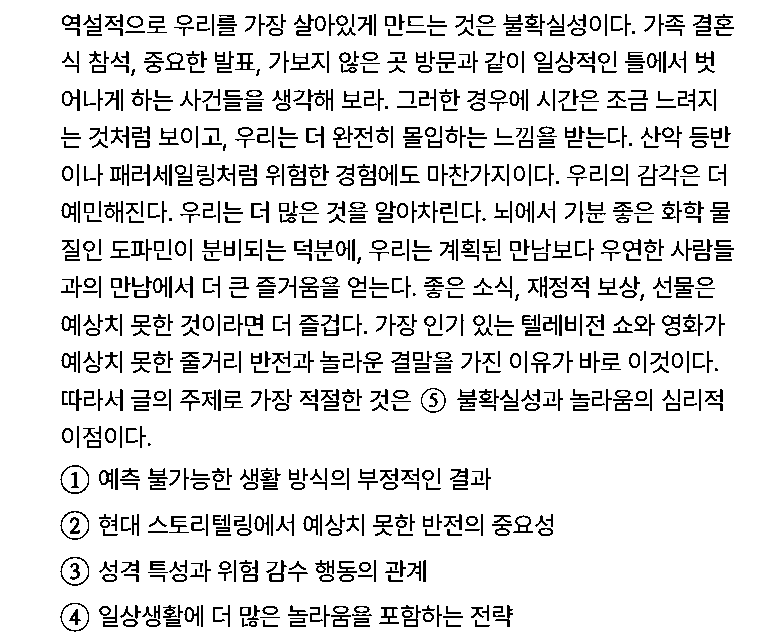 역설적으로 우리를 가장 살아있게 만드는 것은 불확실성이다. 가족 결혼
식 참석, 중요한 발표, 가보지 않은 곳 방문과 같이 일상적인 틀에서 벗
어나게 하는 사건들을 생각해 보라. 그러한 경우에 시간은 조금 느려지
는 것처럼 보이고, 우리는 더 완전히 몰입하는 느낌을 받는다. 산악 등반
이나 패러세일링처럼 위험한 경험에도 마찬가지이다. 우리의 감각은 더
예민해진다. 우리는 더 많은 것을 알아차린다. 뇌에서 기분 좋은 화학 물
질인 도파민이 분비되는 덕분에, 우리는 계획된 만남보다 우연한 사람들
과의 만남에서 더 큰 즐거움을 얻는다. 좋은 소식, 재정적 보상, 선물은
예상치 못한 것이라면 더 즐겁다. 가장 인기 있는 텔레비전 쇼와 영화가
예상치 못한 줄거리 반전과 놀라운 결말을 가진 이유가 바로 이것이다.
따라서 글의 주제로 가장 적절한 것은 ⑤ 불확실성과 놀라움의 심리적
이점이다.
① 예측 불가능한 생활 방식의 부정적인 결과
② 현대 스토리텔링에서 예상치 못한 반전의 중요성
③ 성격 특성과 위험 감수 행동의 관계
④ 일상생활에 더 많은 놀라움을 포함하는 전략